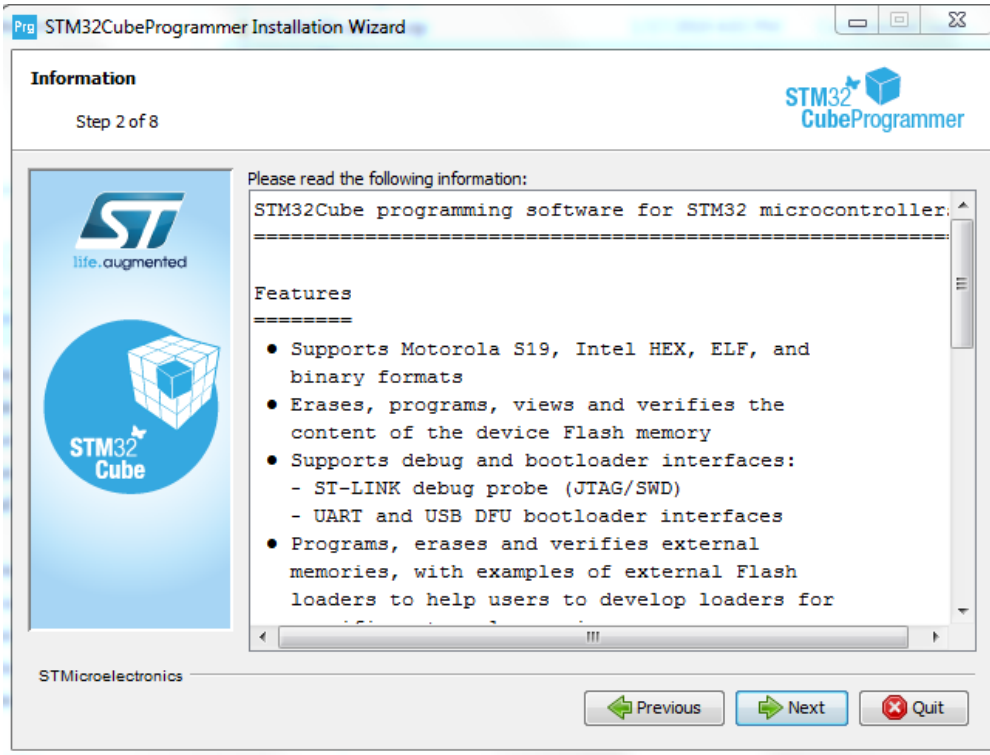 Prg STM32CubeProgrammer Installation Wizard
Information
Step 2 of 8
STM32
CubeProgrammer
ST
life.augmented
STM32
Cube
Please read the following information:
STM32Cube programming software for STM32 microcontroller
=========================================================
Features
========
● Supports Motorola S19, Intel HEX, ELF, and
binary formats
● Erases, programs, views and verifies the
content of the device Flash memory
● Supports debug and bootloader interfaces:
- ST-LINK debug probe (JTAG/SWD)
- UART and USB DFU bootloader interfaces
● Programs, erases and verifies external
memories, with examples of external Flash
loaders to help users to develop loaders for
STMicroelectronics
Previous
Next
Quit